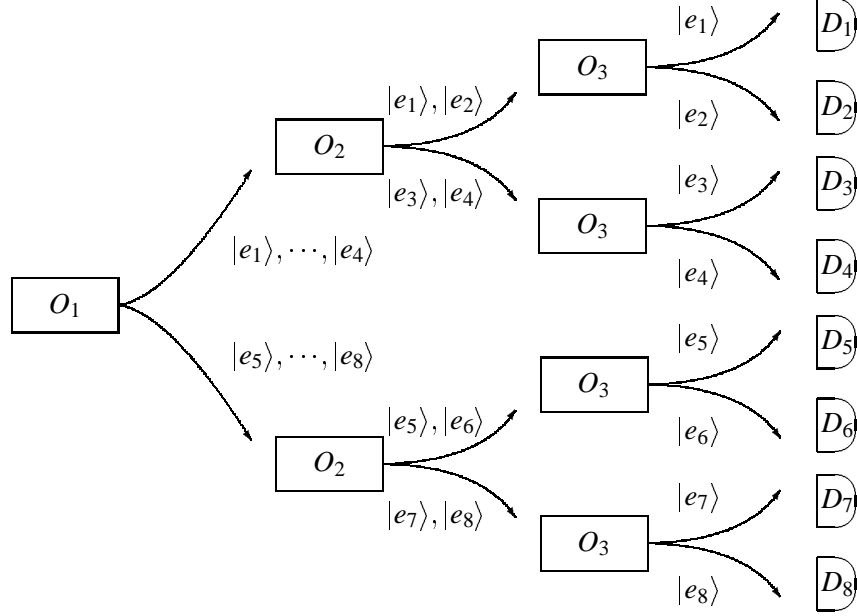 |e₁⟩
D₁
O₃
|e₁⟩, |e₂⟩
|e₂⟩
D₂
O₂
|e₃⟩, |e₄⟩
|e₃⟩
D₃
O₃
|e₁⟩, ⋯, |e₄⟩
|e₄⟩
D₄
O₁
|e₅⟩, ⋯, |e₈⟩
|e₅⟩
D₅
O₃
|e₅⟩, |e₆⟩
|e₆⟩
D₆
O₂
|e₇⟩, |e₈⟩
|e₇⟩
D₇
O₃
|e₈⟩
D₈